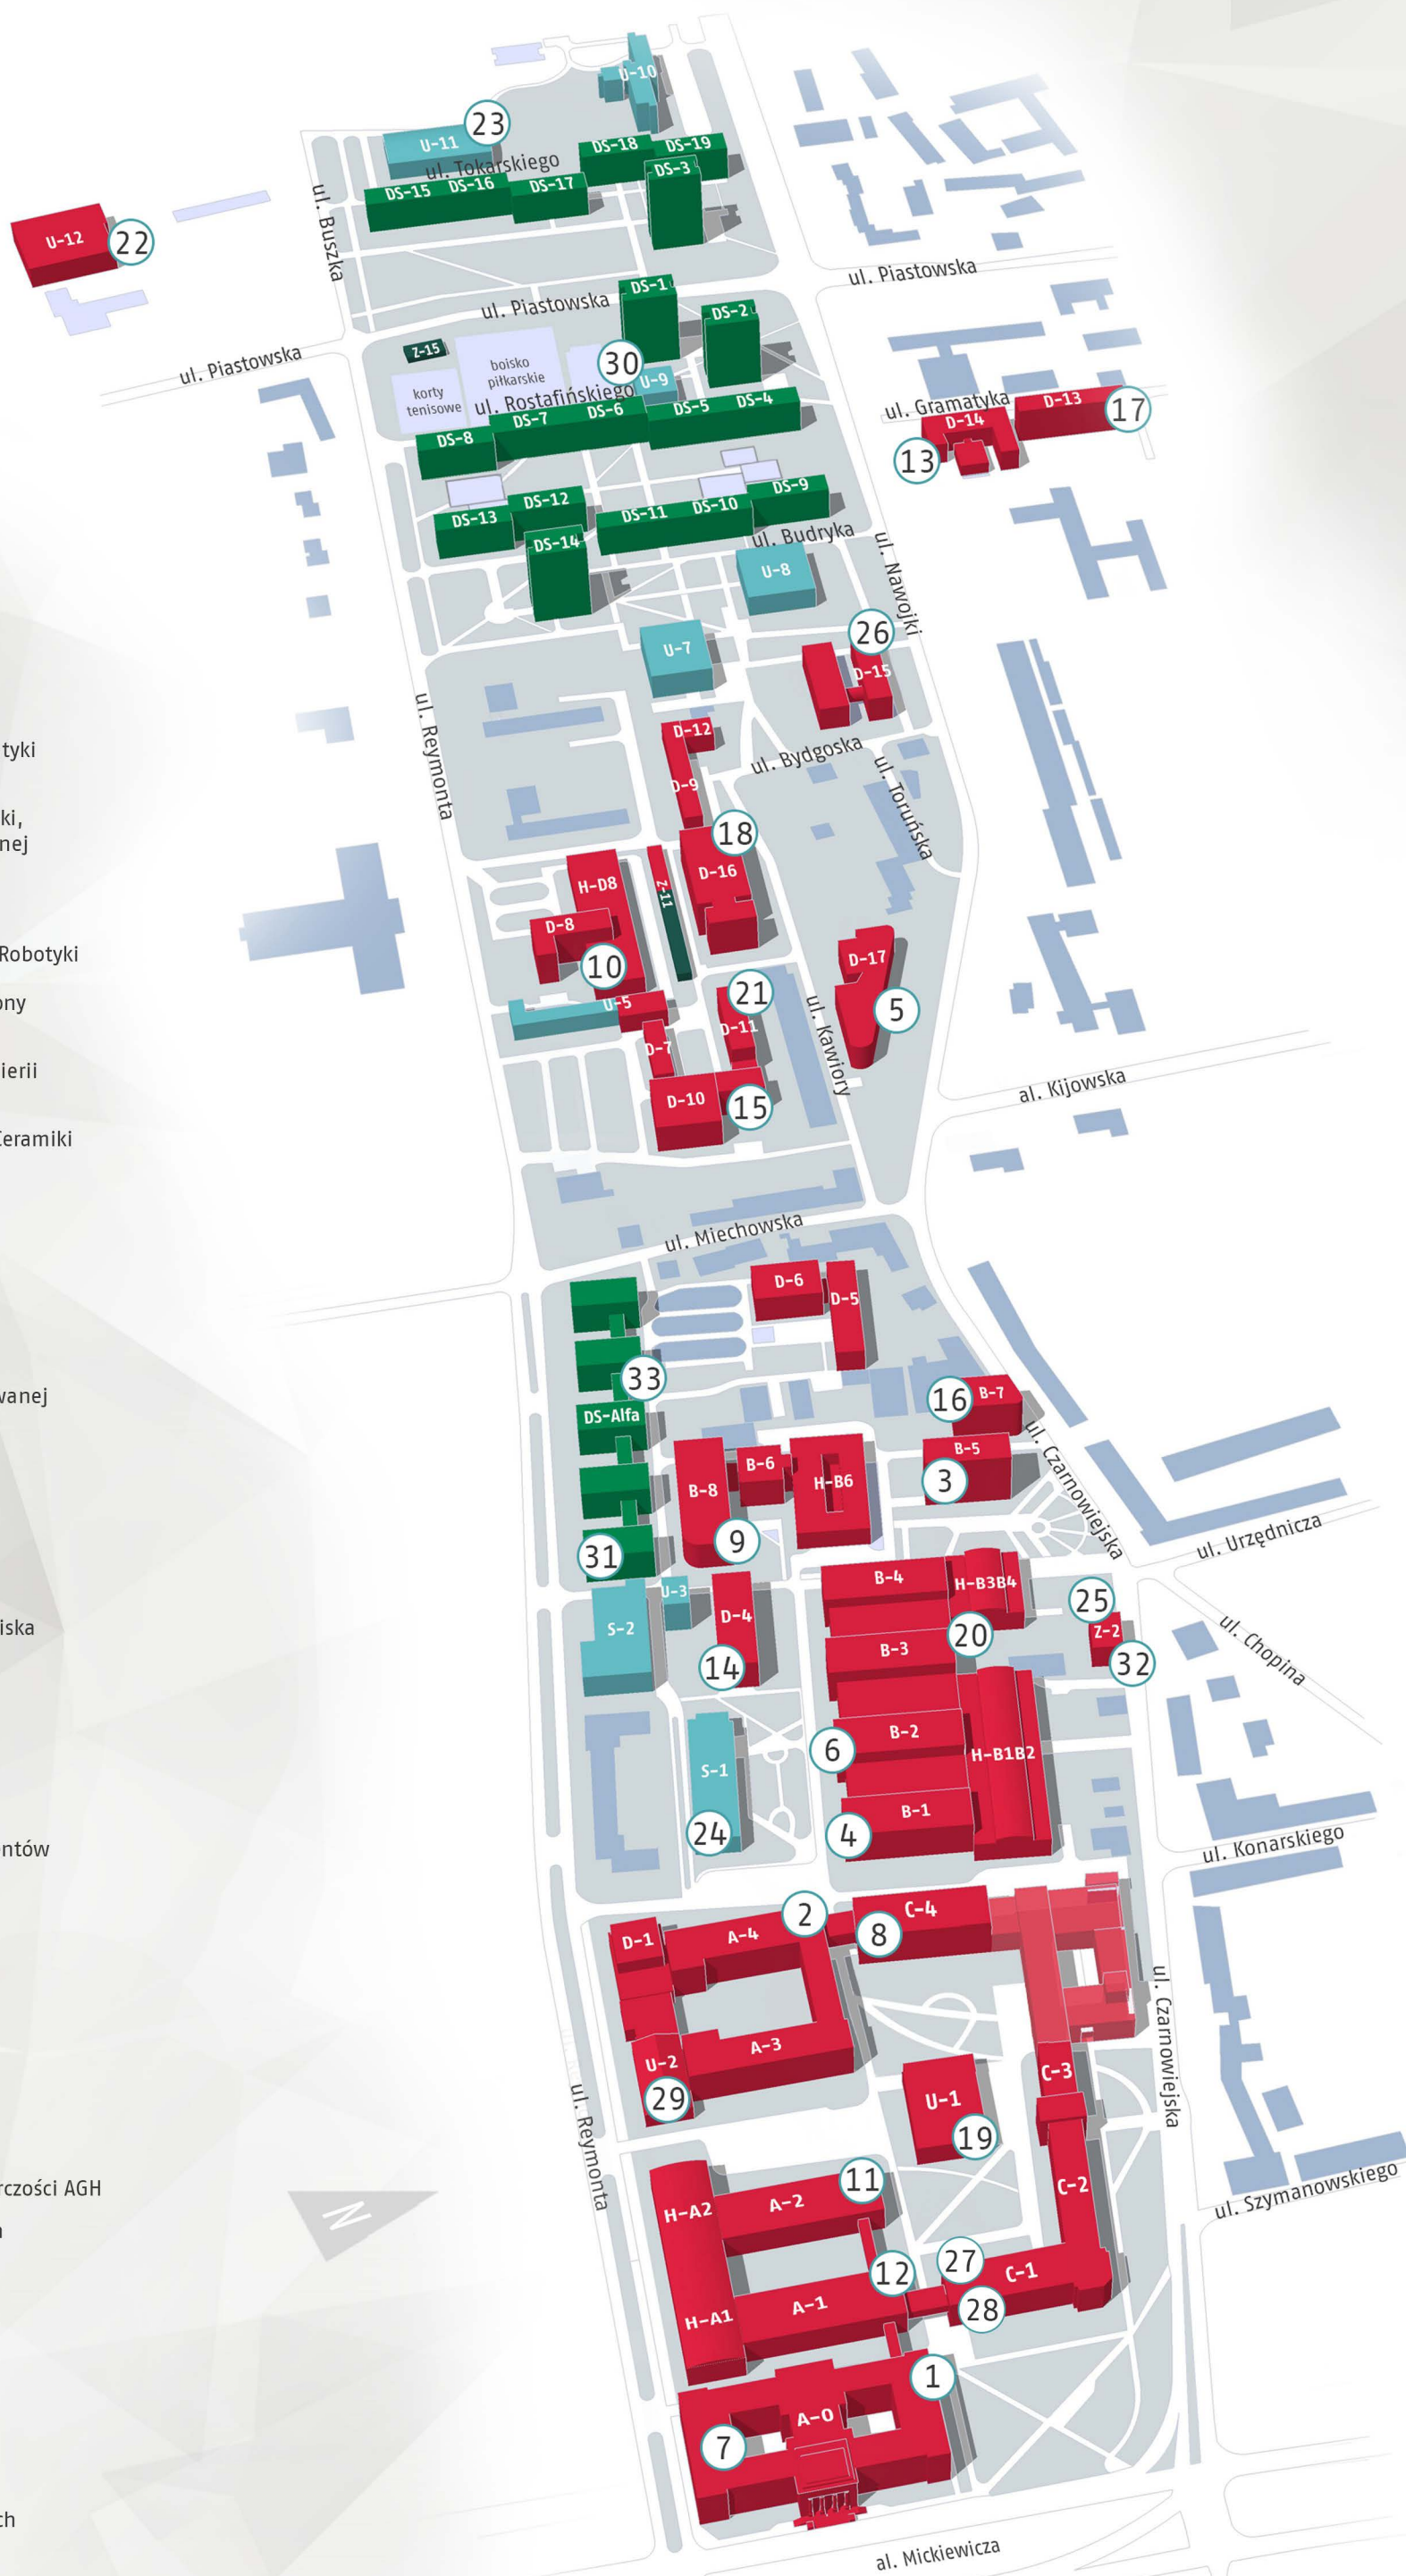 U-10
23
U-11
ul. Tokarskiego
DS-18
DS-19
DS-3
DS-15
DS-16
DS-17
ul. Buszka
U-12
22
ul. Piastowska
ul. Piastowska
ul. Piastowska
DS-1
DS-2
Z-15
boisko
piłkarskie
30
U-9
korty
tenisowe
ul. Rostafińskiego
DS-8
DS-7
DS-6
DS-5
DS-4
ul. Gramatyka
D-13
17
D-14
13
DS-13
DS-12
DS-11
DS-10
DS-9
DS-14
ul. Budryka
U-8
ul. Nawojki
26
U-7
D-15
ul. Reymonta
D-12
ul. Bydgoska
D-9
ul. Toruńska
tyki
ki,
nej
18
D-16
H-D8
Z-11
D-8
10
D-17
5
Robotyki
ony
U-5
21
D-11
ul. Kawiory
D-7
D-10
15
ierii
al. Kijowska
Ceramiki
ul. Miechowska
D-6
D-5
33
DS-Alfa
16
B-7
wanej
ul. Czarnowiejska
B-5
3
B-8
B-6
H-B6
9
31
ul. Urzędnicza
B-4
H-B3B4
U-3
S-2
D-4
25
Z-2
32
20
B-3
14
iska
ul. Chopina
B-2
6
H-B1B2
S-1
B-1
4
24
ntów
ul. Konarskiego
2
C-4
8
D-1
A-4
A-3
U-2
29
ul. Czarnowiejska
C-3
U-1
19
ul. Reymonta
11
A-2
H-A2
C-2
rczości AGH
ul. Szymanowskiego
N
12
27
C-1
28
A-1
H-A1
1
A-0
7
ch
al. Mickiewicza